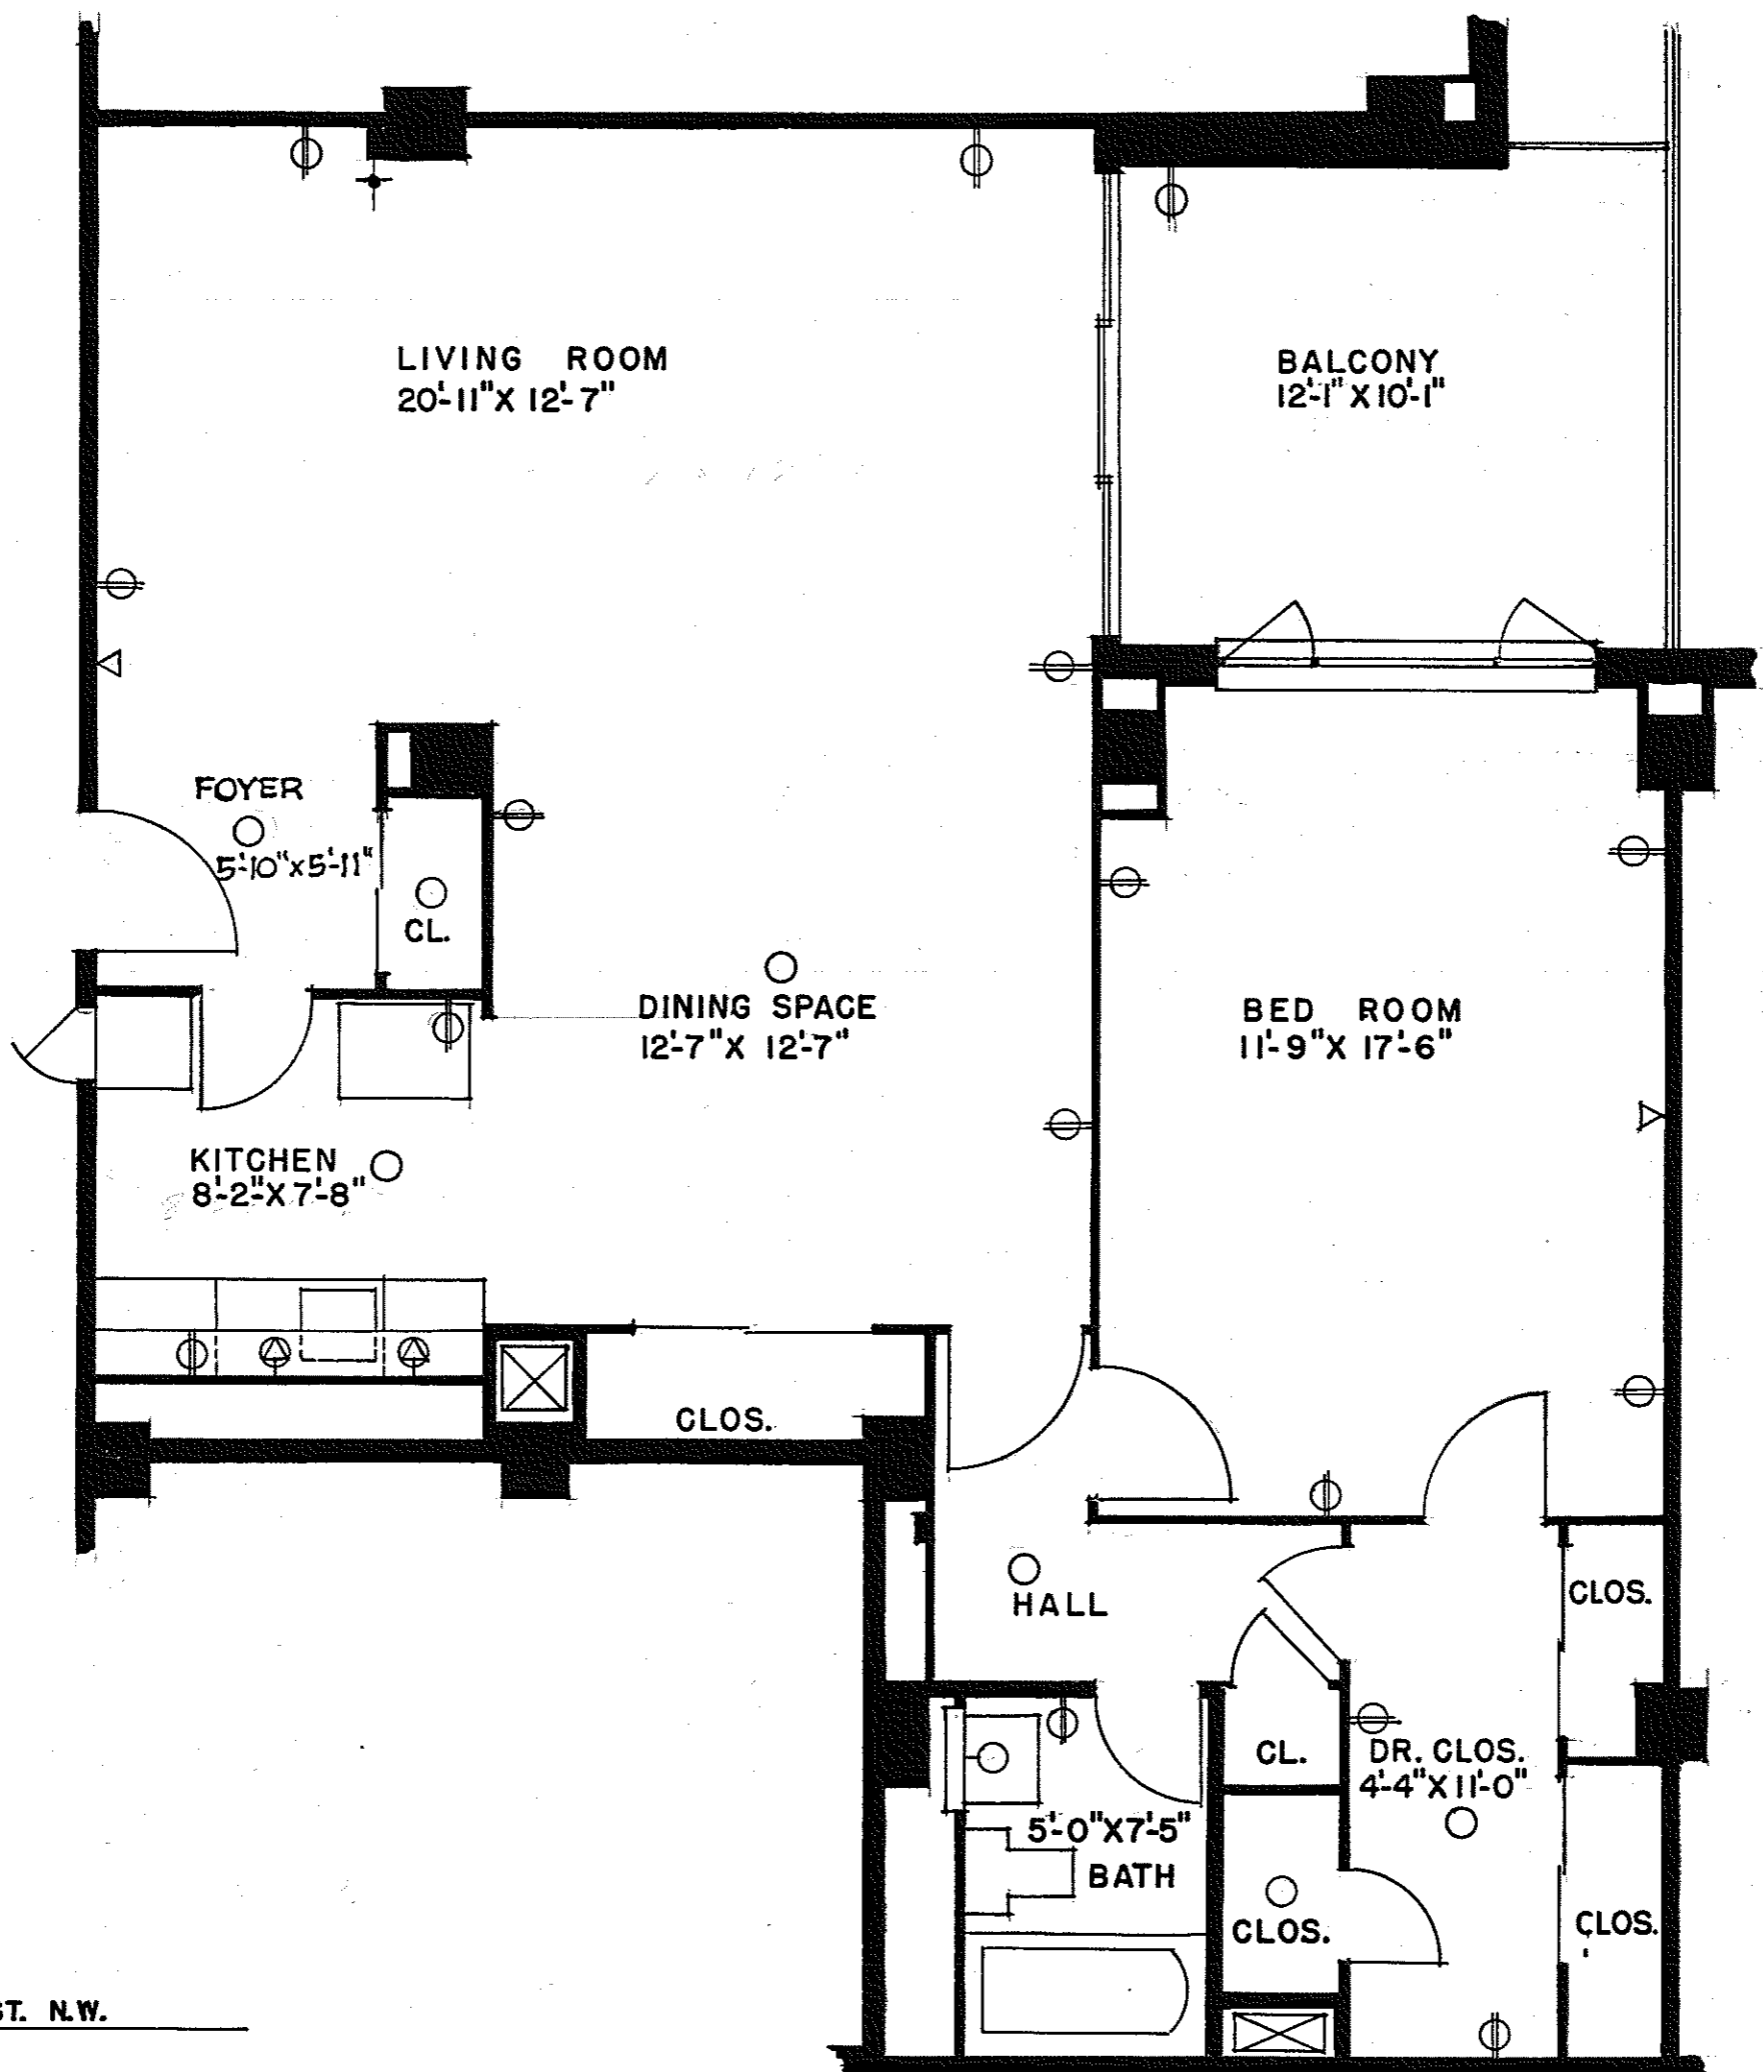 LIVING ROOM
20'-11" X 12'-7"
BALCONY
12'-1" X 10'-1"
FOYER
5'-10" x 5'-11"
CL.
DINING SPACE
12'-7" X 12'-7"
BED ROOM
11'-9" X 17'-6"
KITCHEN
8'-2" X 7'-8"
CLOS.
HALL
CLOS.
CL.
DR. CLOS.
4'-4" X 11'-0"
5'-0" X 7'-5"
BATH
CLOS.
CLOS.
ST. N.W.